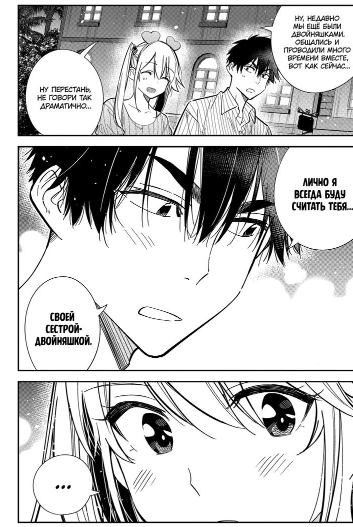 НУ, НЕДАВНО
МЫ ЕЩЕ БЫЛИ
ДВОЙНЯШКАМИ.
ОБЩАЛИСЬ И
ПРОВОДИЛИ МНОГО
ВРЕМЕНИ ВМЕСТЕ,
ВОТ КАК СЕЙЧАС...
НУ ПЕРЕСТАНЬ,
НЕ ГОВОРИ ТАК
ДРАМАТИЧНО...
ЛИЧНО Я
ВСЕГДА БУДУ
СЧИТАТЬ ТЕБЯ...
СВОЕЙ
СЕСТРОЙ-
ДВОЙНЯШКОЙ.
...